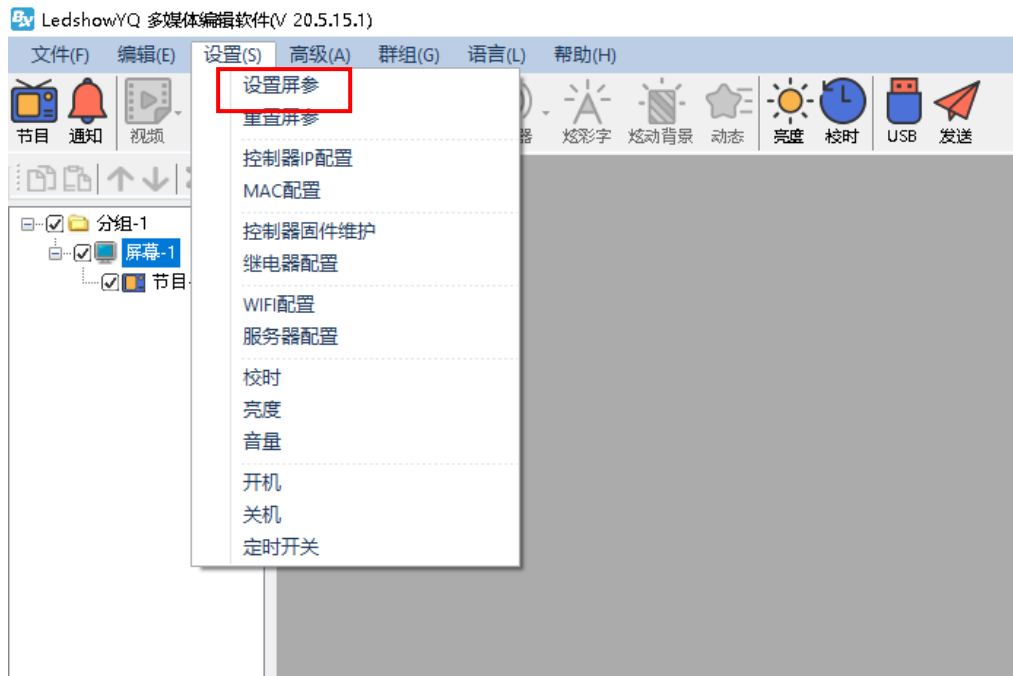 BX LedshowYQ 多媒体编辑软件(V 20.5.15.1)
文件(F) 编辑(E) 设置(S) 高级(A) 群组(G) 语言(L) 帮助(H)
节目 通知 视频 器 炫彩字 炫动背景 动态 亮度 校时 USB 发送
设置屏参
重置屏参
控制器IP配置
MAC配置
控制器固件维护
继电器配置
WIFI配置
服务器配置
校时
亮度
音量
开机
关机
定时开关
分组-1
屏幕-1
节目-